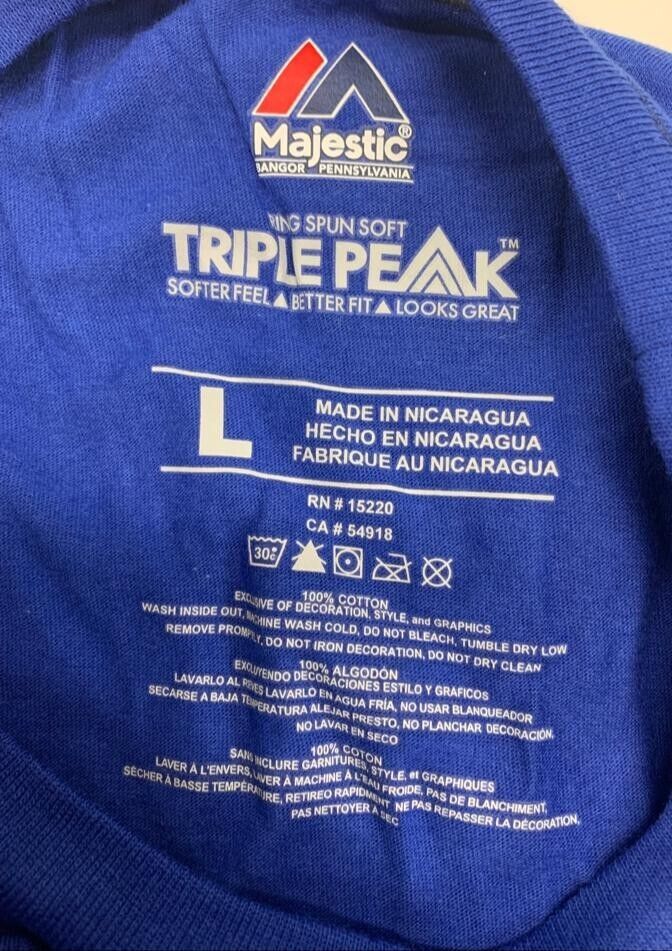 Majestic®
BANGOR PENNSYLVANIA
RING SPUN SOFT
TRIPLE PEAK™
SOFTER FEEL▲BETTER FIT▲LOOKS GREAT
L
MADE IN NICARAGUA
HECHO EN NICARAGUA
FABRIQUE AU NICARAGUA
RN # 15220
CA # 54918
30c
100% COTTON
EXCLUSIVE OF DECORATION, STYLE, and GRAPHICS
WASH INSIDE OUT, MACHINE WASH COLD, DO NOT BLEACH, TUMBLE DRY LOW
REMOVE PROMPTLY, DO NOT IRON DECORATION, DO NOT DRY CLEAN
100% ALGODÓN
EXCLUYENDO DECORACIONES ESTILO Y GRAFICOS
LAVARLO AL REVES LAVARLO EN AGUA FRÍA, NO USAR BLANQUEADOR
SECARSE A BAJA TEMPERATURA ALEJAR PRESTO, NO PLANCHAR DECORACIÓN,
NO LAVAR EN SECO
100% COTON
SANS INCLURE GARNITURES, STYLE, et GRAPHIQUES
LAVER À L'ENVERS, LAVER À MACHINE À L'EAU FROIDE, PAS DE BLANCHIMENT,
SÉCHER À BASSE TEMPÉRATURE, RETIREO RAPIDMENT NE PAS REPASSER LA DÉCORATION,
PAS NETTOYER À SEC